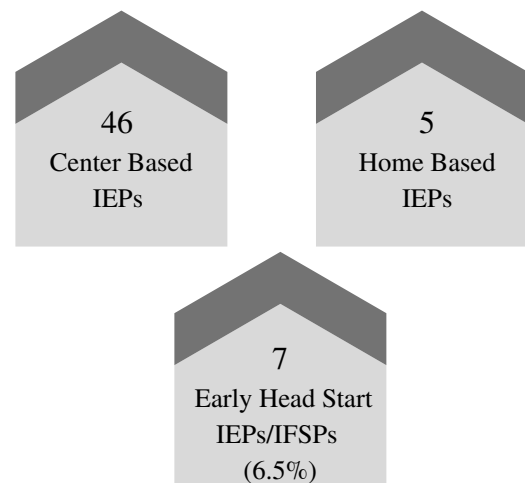 46
Center Based
IEPs
5
Home Based
IEPs
7
Early Head Start
IEPs/IFSPs
(6.5%)